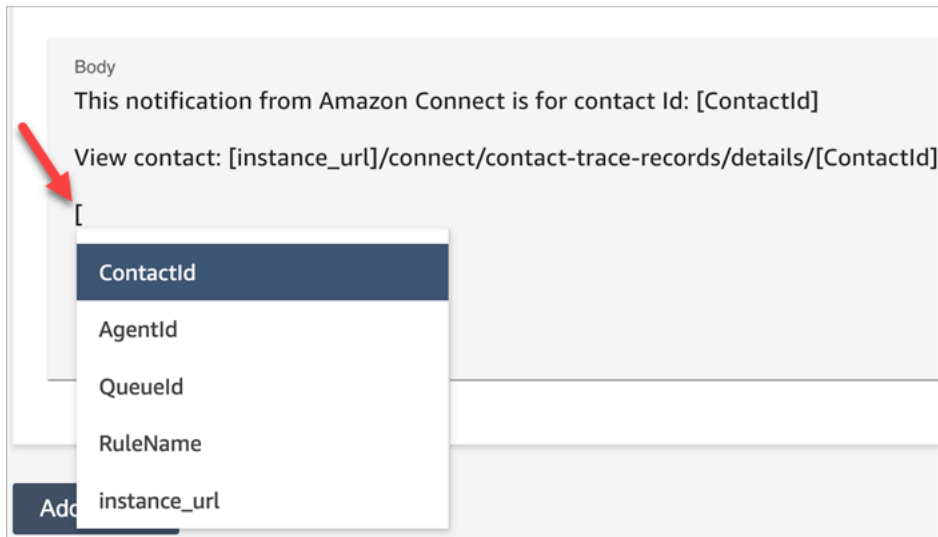 Body
This notification from Amazon Connect is for contact Id: [ContactId]
View contact: [instance_url]/connect/contact-trace-records/details/[ContactId]
[
ContactId
AgentId
QueueId
RuleName
instance_url
Add